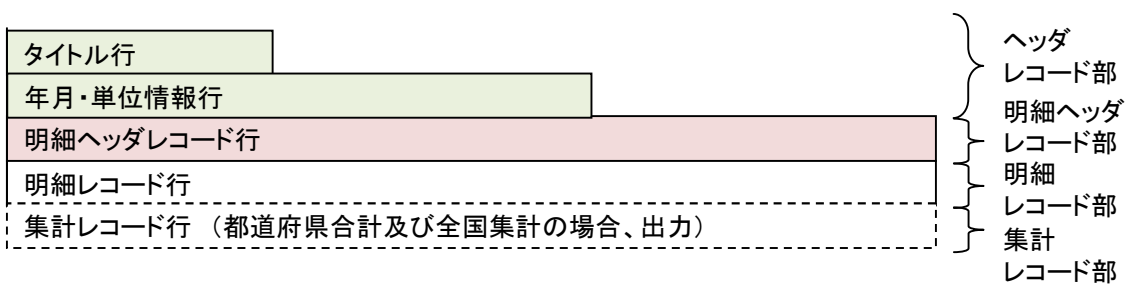 タイトル行
年月・単位情報行
明細ヘッダレコード行
明細レコード行
集計レコード行 （都道府県合計及び全国集計の場合、出力）
ヘッダ
レコード部
明細ヘッダ
レコード部
明細
レコード部
集計
レコード部